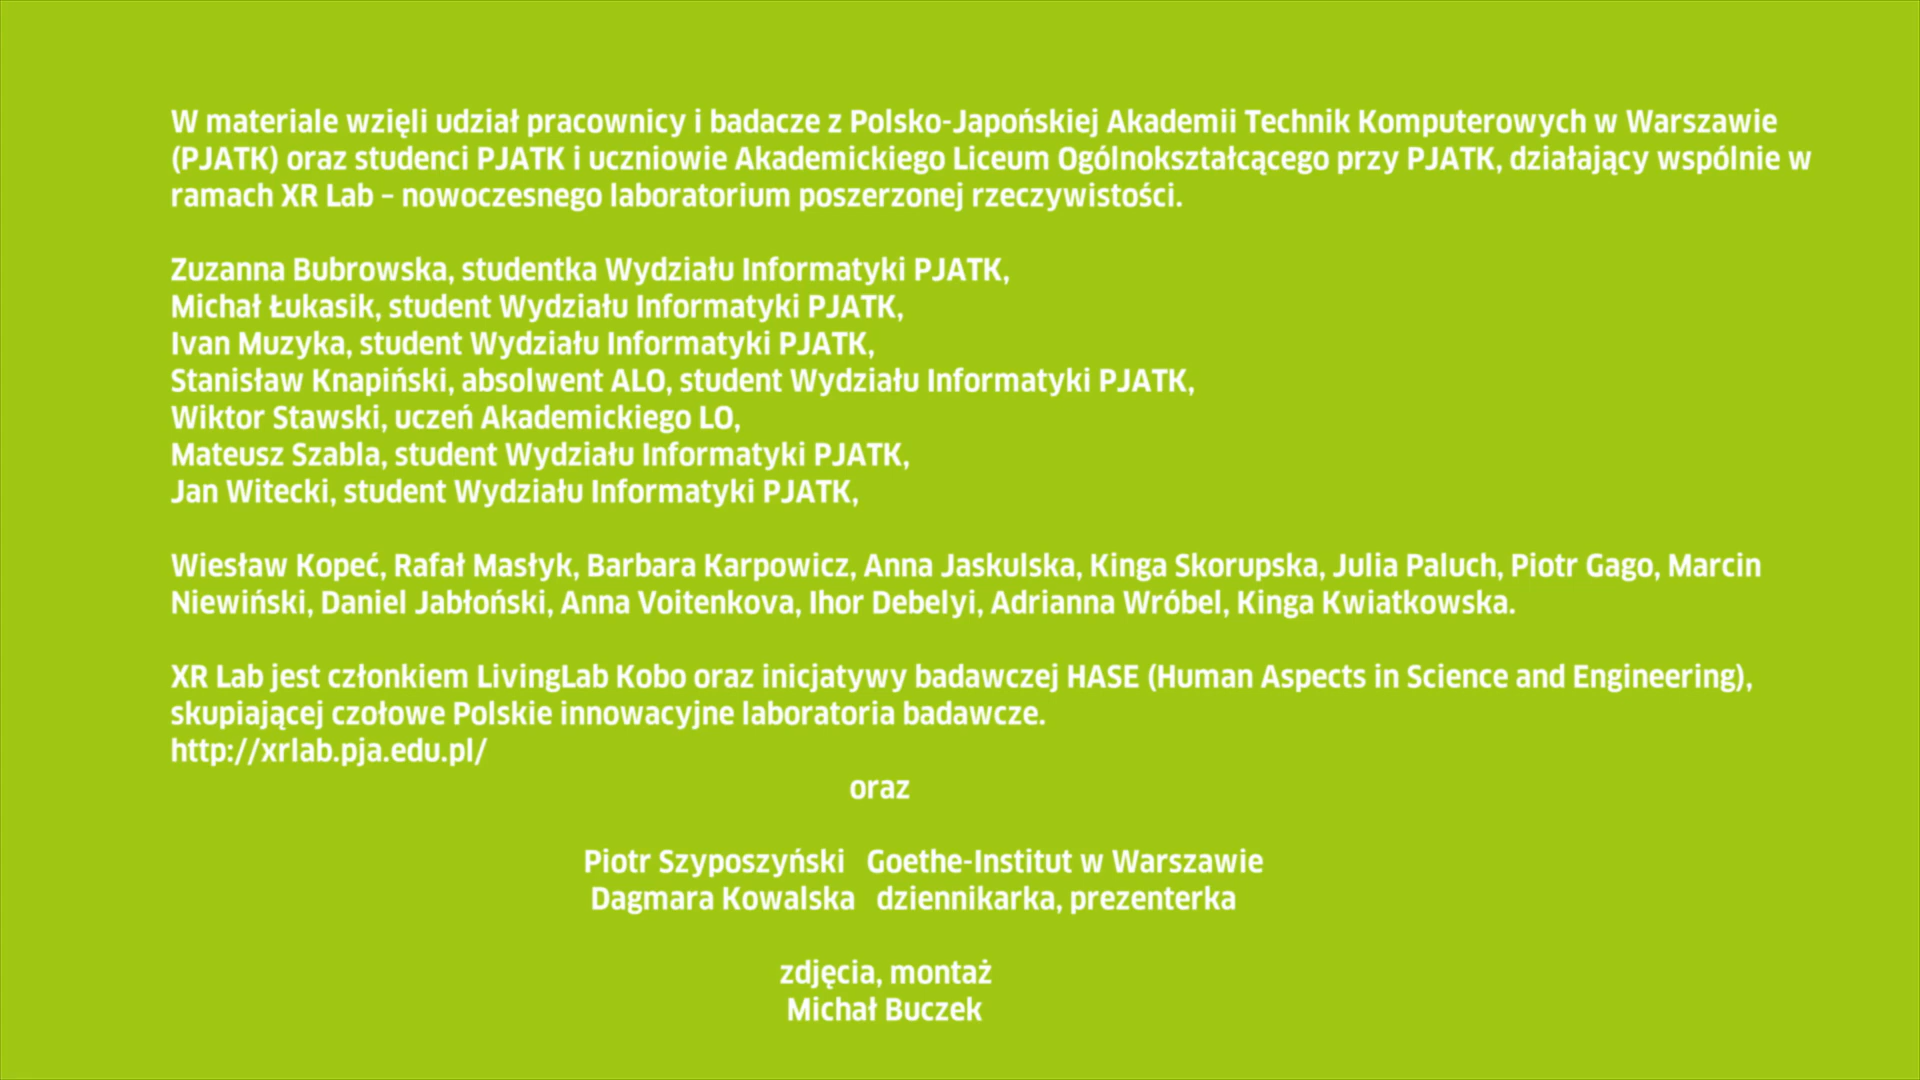 W materiale wzięli udział pracownicy i badacze z Polsko-Japońskiej Akademii Technik Komputerowych w Warszawie
(PJATK) oraz studenci PJATK i uczniowie Akademickiego Liceum Ogólnokształcącego przy PJATK, działający wspólnie w
ramach XR Lab – nowoczesnego laboratorium poszerzonej rzeczywistości.
Zuzanna Bubrowska, studentka Wydziału Informatyki PJATK,
Michał Łukasik, student Wydziału Informatyki PJATK,
Ivan Muzyka, student Wydziału Informatyki PJATK,
Stanisław Knapiński, absolwent ALO, student Wydziału Informatyki PJATK,
Wiktor Stawski, uczeń Akademickiego LO,
Mateusz Szabla, student Wydziału Informatyki PJATK,
Jan Witecki, student Wydziału Informatyki PJATK,
Wiesław Kopeć, Rafał Masłyk, Barbara Karpowicz, Anna Jaskulska, Kinga Skorupska, Julia Paluch, Piotr Gago, Marcin
Niewiński, Daniel Jabłoński, Anna Voitenkova, Ihor Debelyi, Adrianna Wróbel, Kinga Kwiatkowska.
XR Lab jest członkiem LivingLab Kobo oraz inicjatywy badawczej HASE (Human Aspects in Science and Engineering),
skupiającej czołowe Polskie innowacyjne laboratoria badawcze.
http://xrlab.pja.edu.pl/
oraz
Piotr Szyposzyński Goethe-Institut w Warszawie
Dagmara Kowalska dziennikarka, prezenterka
zdjęcia, montaż
Michał Buczek